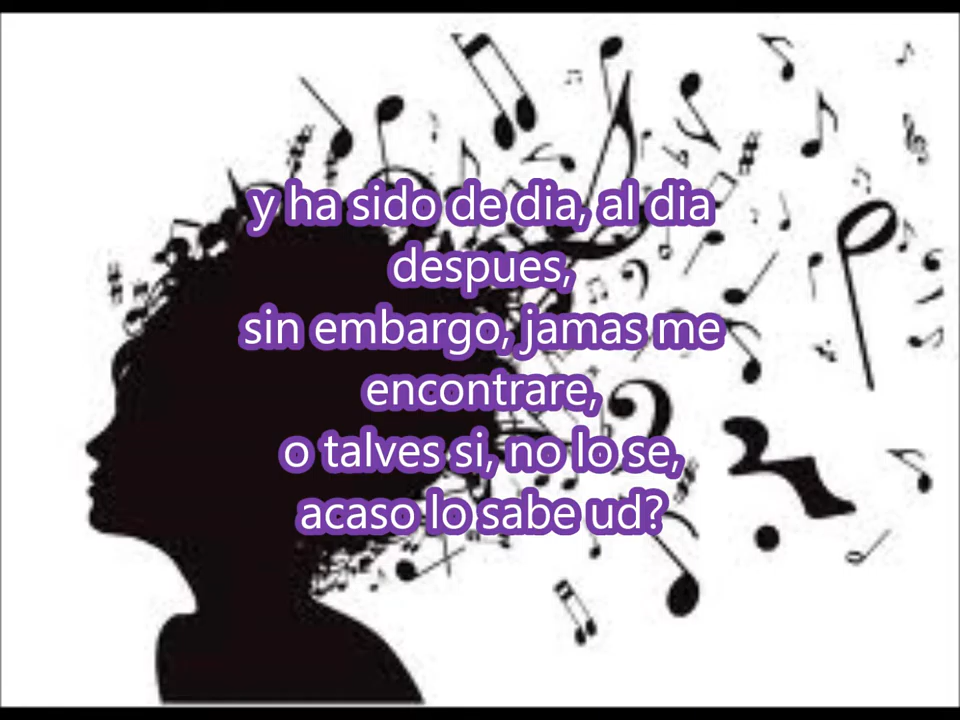 y ha sido de dia, al dia
despues,
sin embargo, jamas me
encontrare,
o talves si, no lo se,
acaso lo sabe ud?